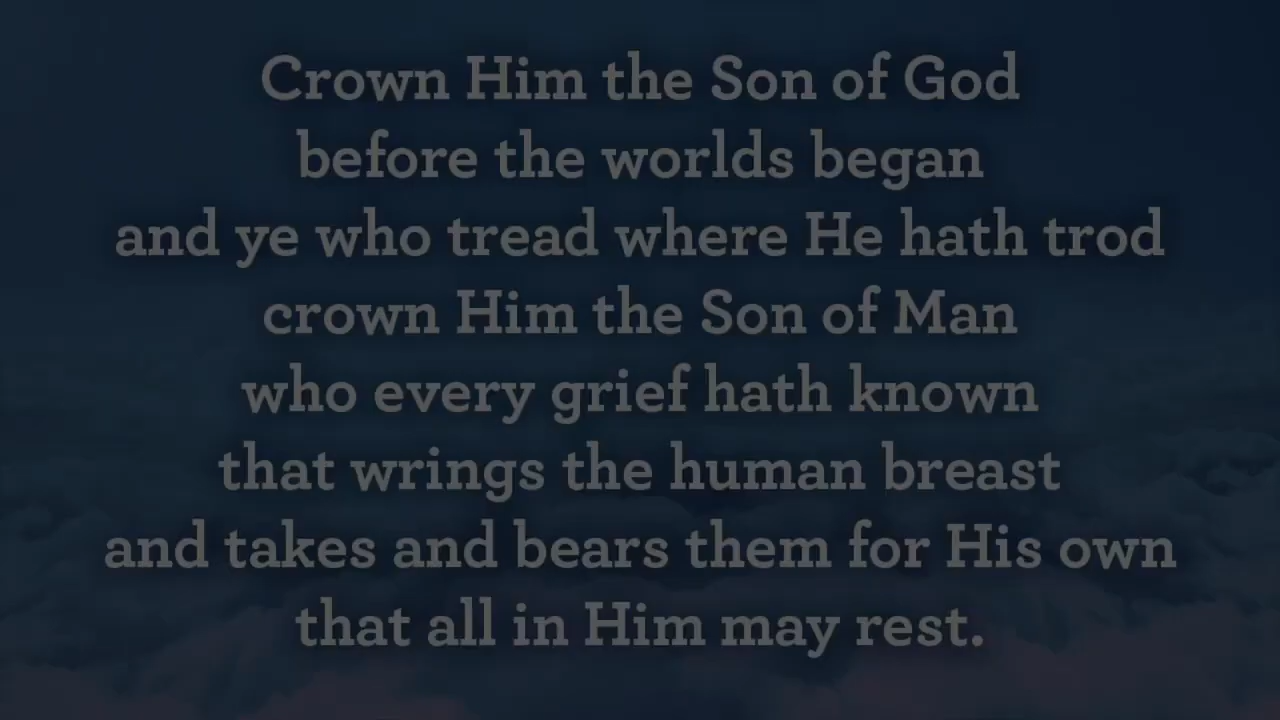 Crown Him the Son of God
before the worlds began
and ye who tread where He hath trod
crown Him the Son of Man
who every grief hath known
that wrings the human breast
and takes and bears them for His own
that all in Him may rest.